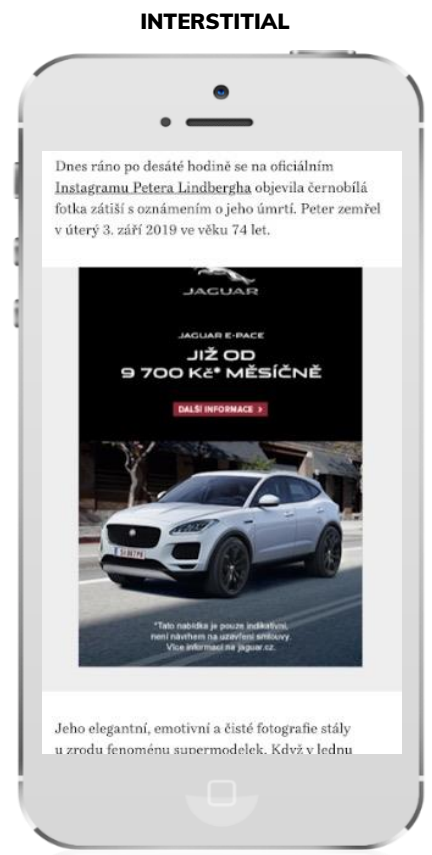 INTERSTITIAL
Dnes ráno po desáté hodině se na oficiálním
Instagramu Petera Lindbergha objevila černobílá
fotka zátiší s oznámením o jeho úmrtí. Peter zemřel
v úterý 3. září 2019 ve věku 74 let.
JAGUAR
JAGUAR E-PACE
JIŽ OD
9 700 Kč* MĚSÍČNĚ
DALŠÍ INFORMACE >
*Tato nabídka je pouze indikativní,
není návrhem na uzavření smlouvy.
Více informací na jaguar.cz.
Jeho elegantní, emotivní a čisté fotografie stály
u zrodu fenoménu supermodelek. Když v lednu